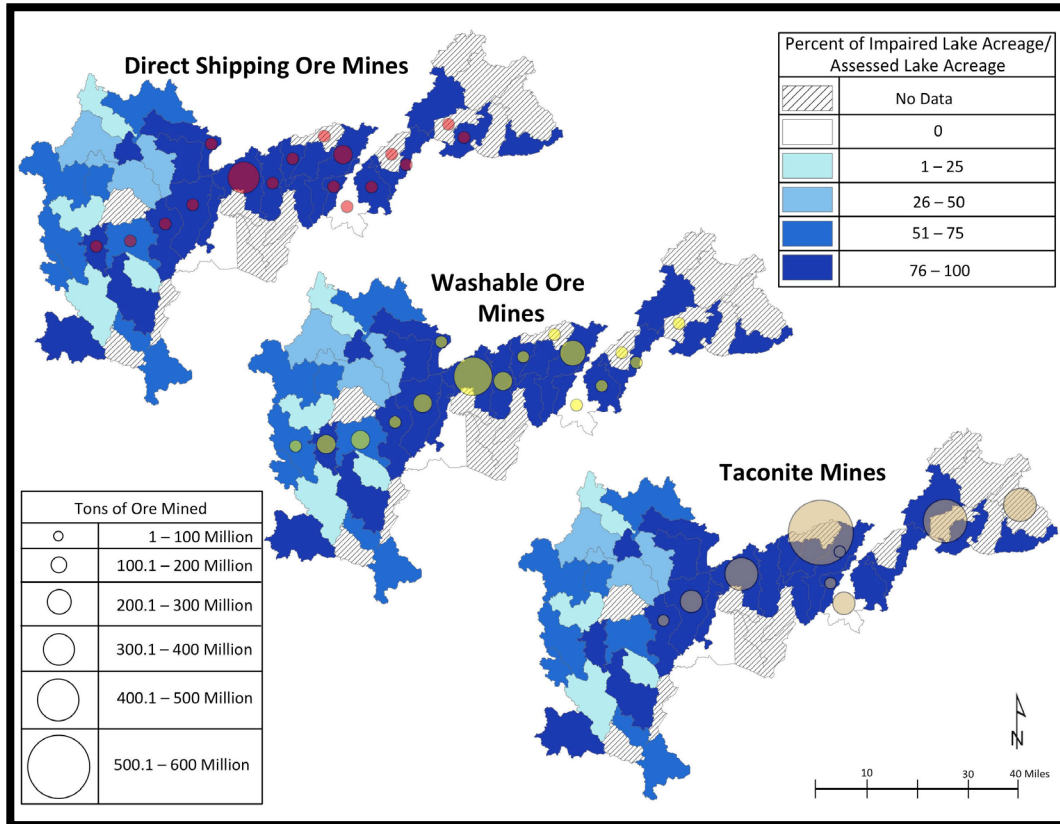 Direct Shipping Ore Mines
Percent of Impaired Lake Acreage/
Assessed Lake Acreage
No Data
0
1 – 25
26 – 50
51 – 75
76 – 100
Washable Ore
Mines
Taconite Mines
Tons of Ore Mined
1 – 100 Million
100.1 – 200 Million
200.1 – 300 Million
300.1 – 400 Million
400.1 – 500 Million
500.1 – 600 Million
N
10 30 40 Miles